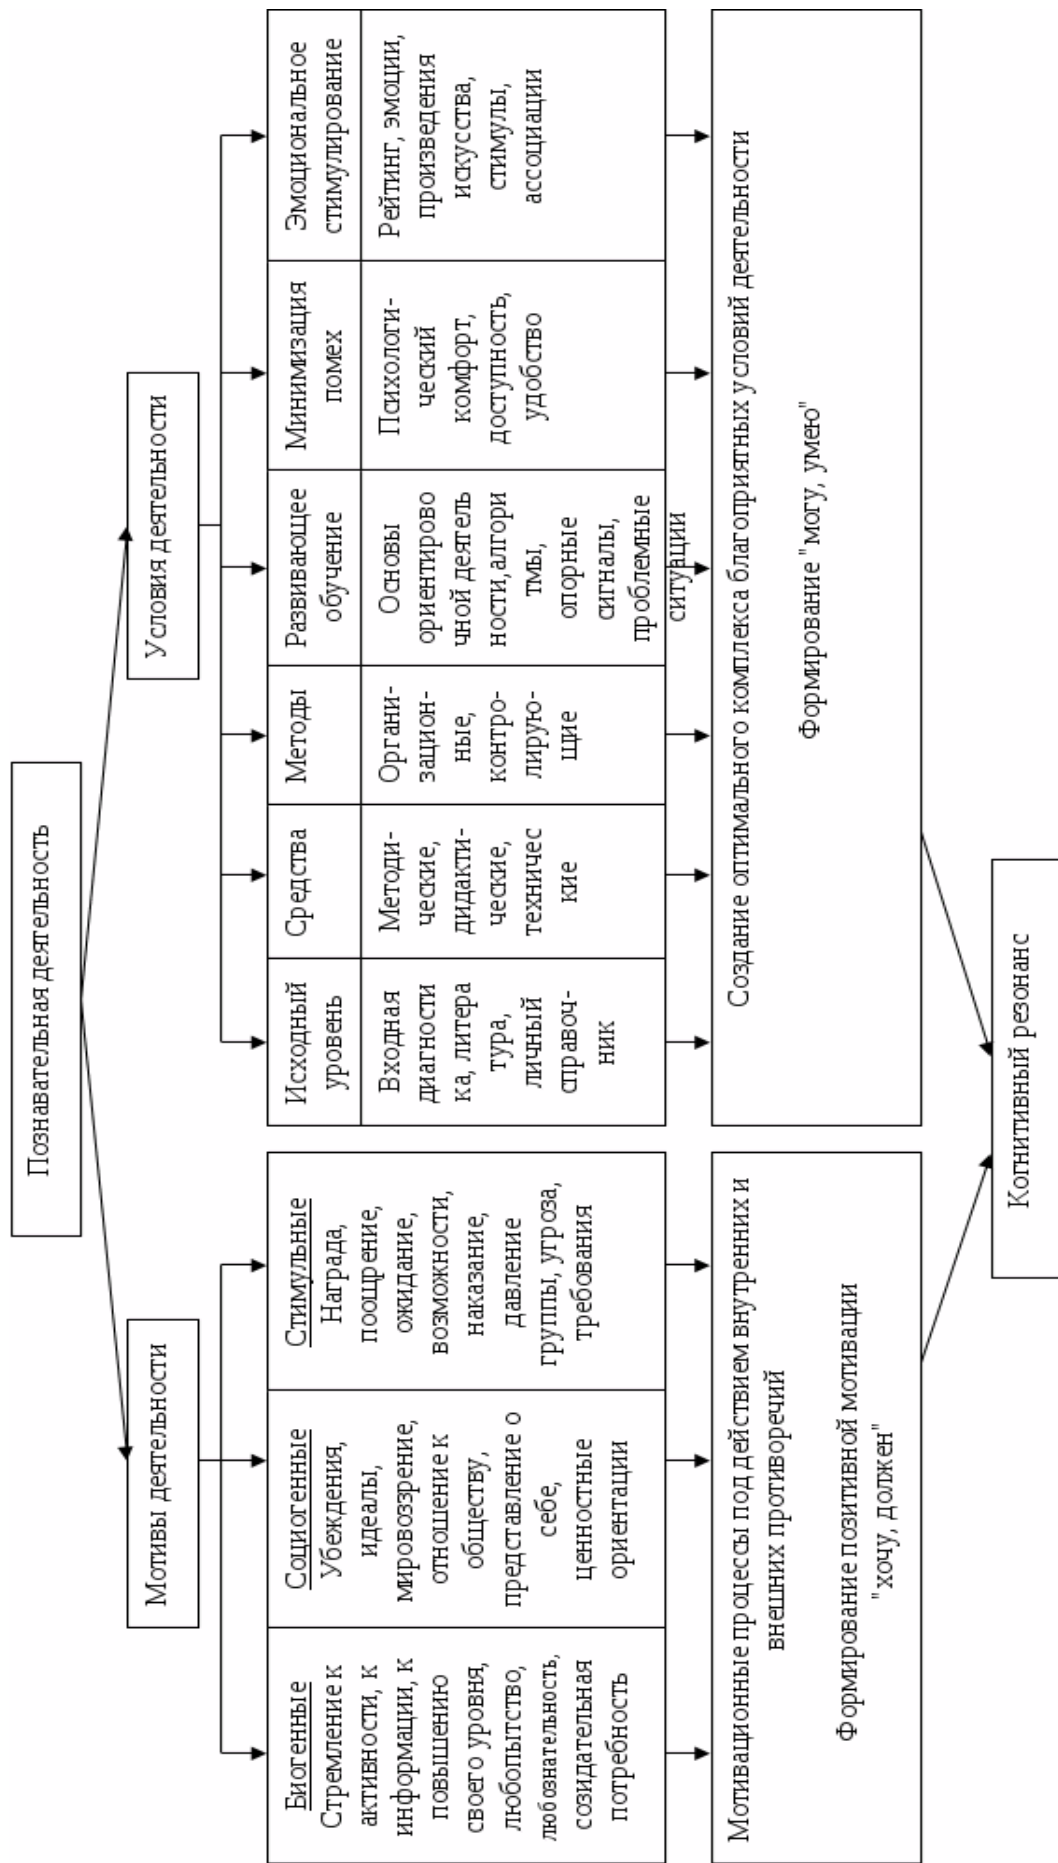 Познавательная деятельность
Мотивы деятельности
Условия деятельности
Биогенные
Стремление к
активности, к
информации, к
повышению
своего уровня,
любопытство,
любознательность,
созидательная
потребность
Социогенные
Убеждения,
идеалы,
мировоззрение,
отношение к
обществу,
представление о
себе,
ценностные
ориентации
Стимульные
Награда,
поощрение,
ожидание,
возможности,
наказание,
давление
группы, угроза,
требования
Исходный
уровень
Входная
диагности
ка, литера
тура,
личный
справоч-
ник
Средства
Методи-
ческие,
дидакти-
ческие,
техничес
кие
Методы
Органи-
зацион-
ные,
контро-
лирую-
щие
Развивающее
обучение
Основы
ориентирово
чной деятель
ности,алгори
тмы,
опорные
сигналы,
проблемные
ситуации
Минимизация
помех
Психологи-
ческий
комфорт,
доступность,
удобство
Эмоциональное
стимулирование
Рейтинг, эмоции,
произведения
искусства,
стимулы,
ассоциации
Мотивационные процессы под действием внутренних и
внешних противоречий
Формирование позитивной мотивации
"хочу, должен"
Создание оптимального комплекса благоприятных условий деятельности
Формирование "могу, умею"
Когнитивный резонанс